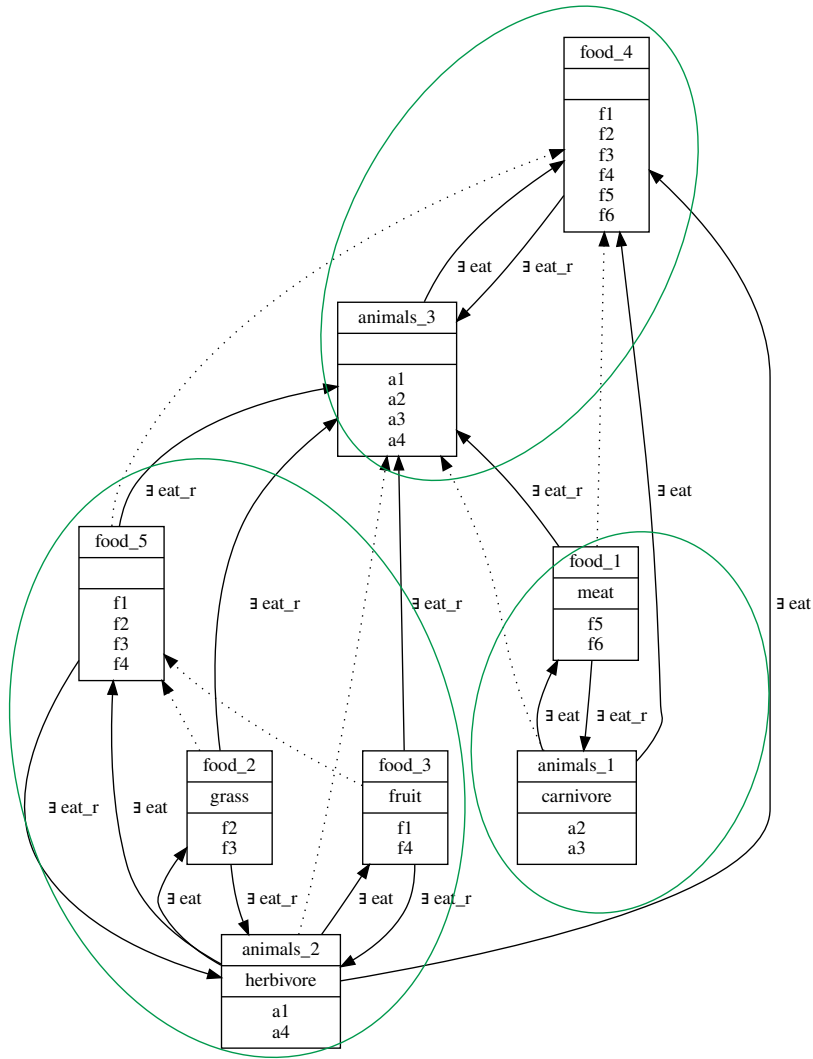 food_4
f1
f2
f3
f4
f5
f6
∃ eat
∃ eat_r
animals_3
a1
a2
a3
a4
∃ eat_r
∃ eat_r
∃ eat
food_5
f1
f2
f3
f4
food_1
meat
f5
f6
∃ eat_r
∃ eat_r
∃ eat
∃ eat
∃ eat_r
food_2
grass
f2
f3
food_3
fruit
f1
f4
animals_1
carnivore
a2
a3
∃ eat_r
∃ eat
∃ eat
∃ eat_r
∃ eat
∃ eat_r
animals_2
herbivore
a1
a4